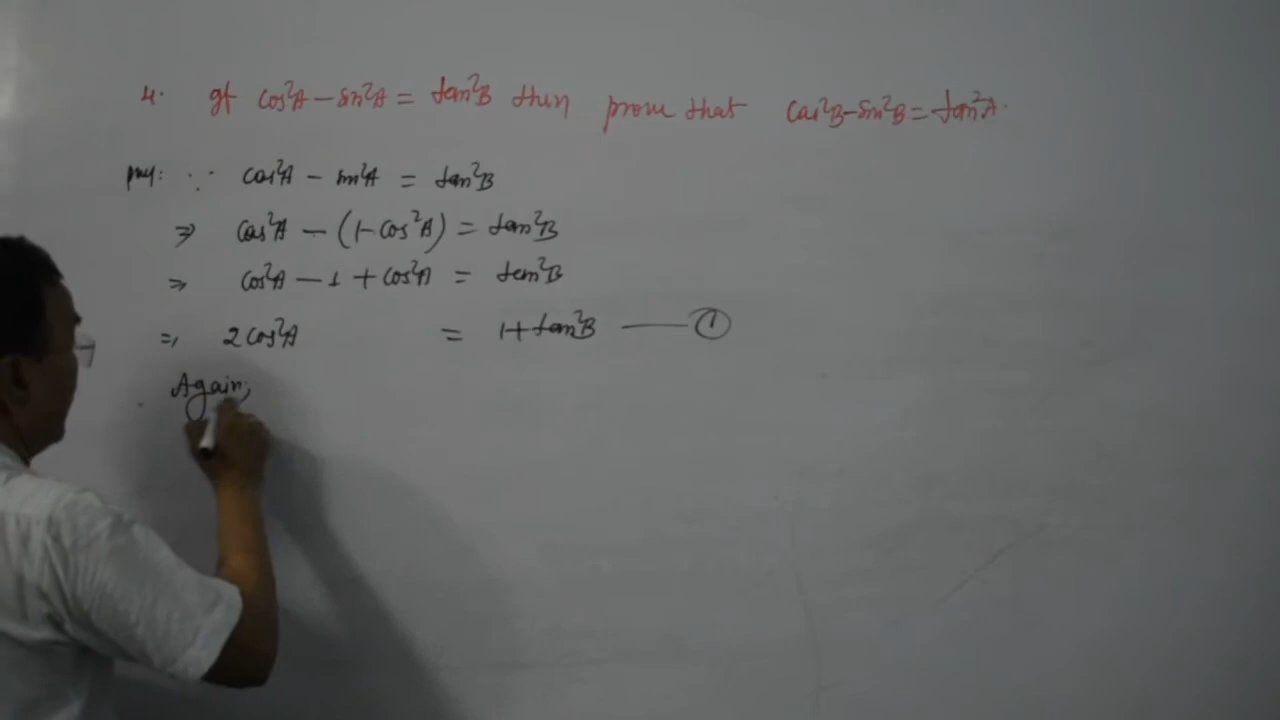 4. If cos²A - sin²A = tan²B then prove that cos²B - sin²B = tan²A.
∵ cos²A - sin²A = tan²B
⇒ cos²A - (1 - cos²A) = tan²B
⇒ cos²A - 1 + cos²A = tan²B
⇒ 2cos²A = 1 + tan²B —— ①
Again,